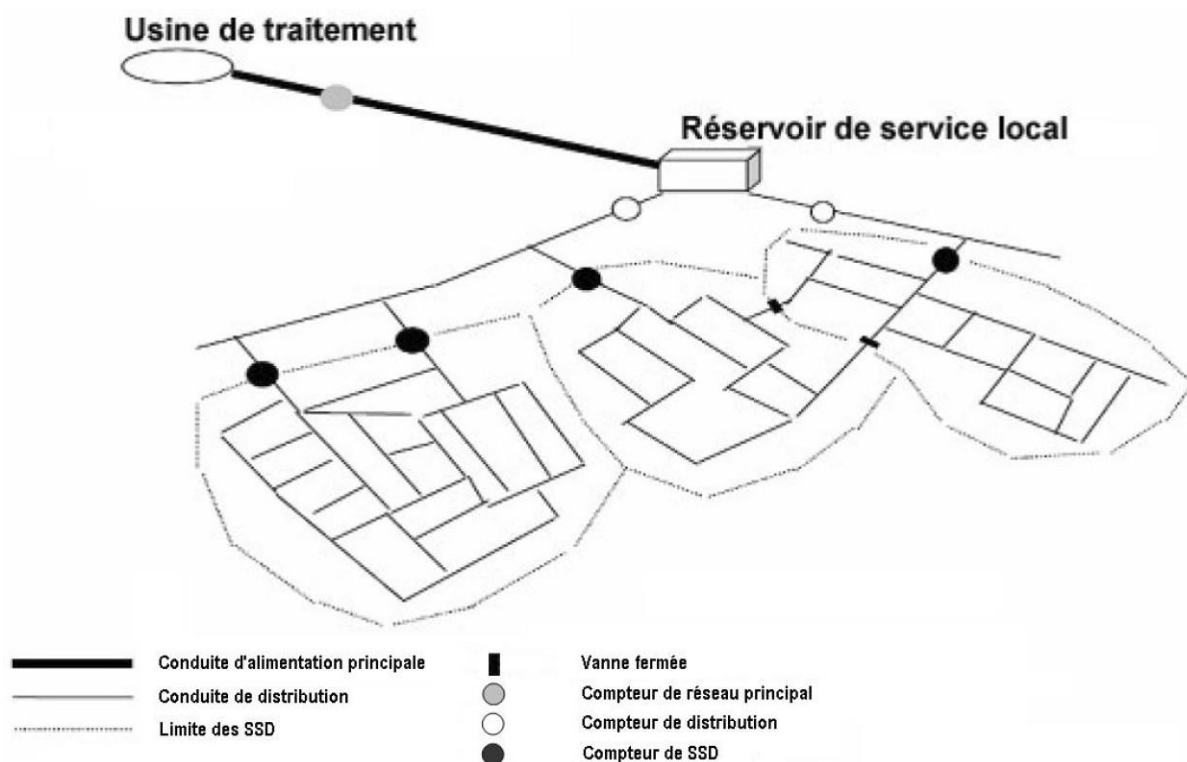 Usine de traitement
Réservoir de service local
Conduite d'alimentation principale
Conduite de distribution
Limite des SSD
Vanne fermée
Compteur de réseau principal
Compteur de distribution
Compteur de SSD